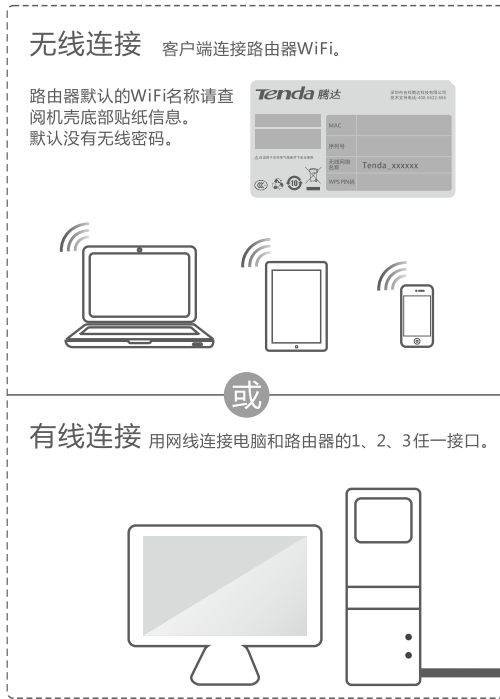 无线连接 客户端连接路由器WiFi。
路由器默认的WiFi名称请查
阅机壳底部贴纸信息。
默认没有无线密码。
Tenda 腾达
MAC
序列号
无线网络
名称
Tenda_xxxxxx
WPS PIN码
10
或
有线连接 用网线连接电脑和路由器的1、2、3任一接口。